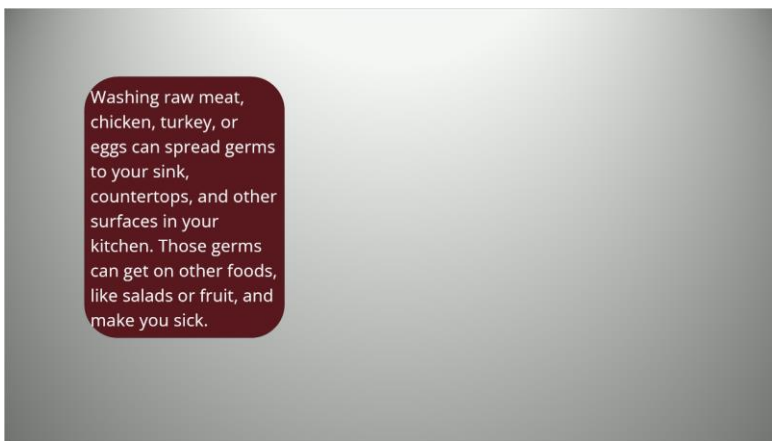 Washing raw meat,
chicken, turkey, or
eggs can spread germs
to your sink,
countertops, and other
surfaces in your
kitchen. Those germs
can get on other foods,
like salads or fruit, and
make you sick.